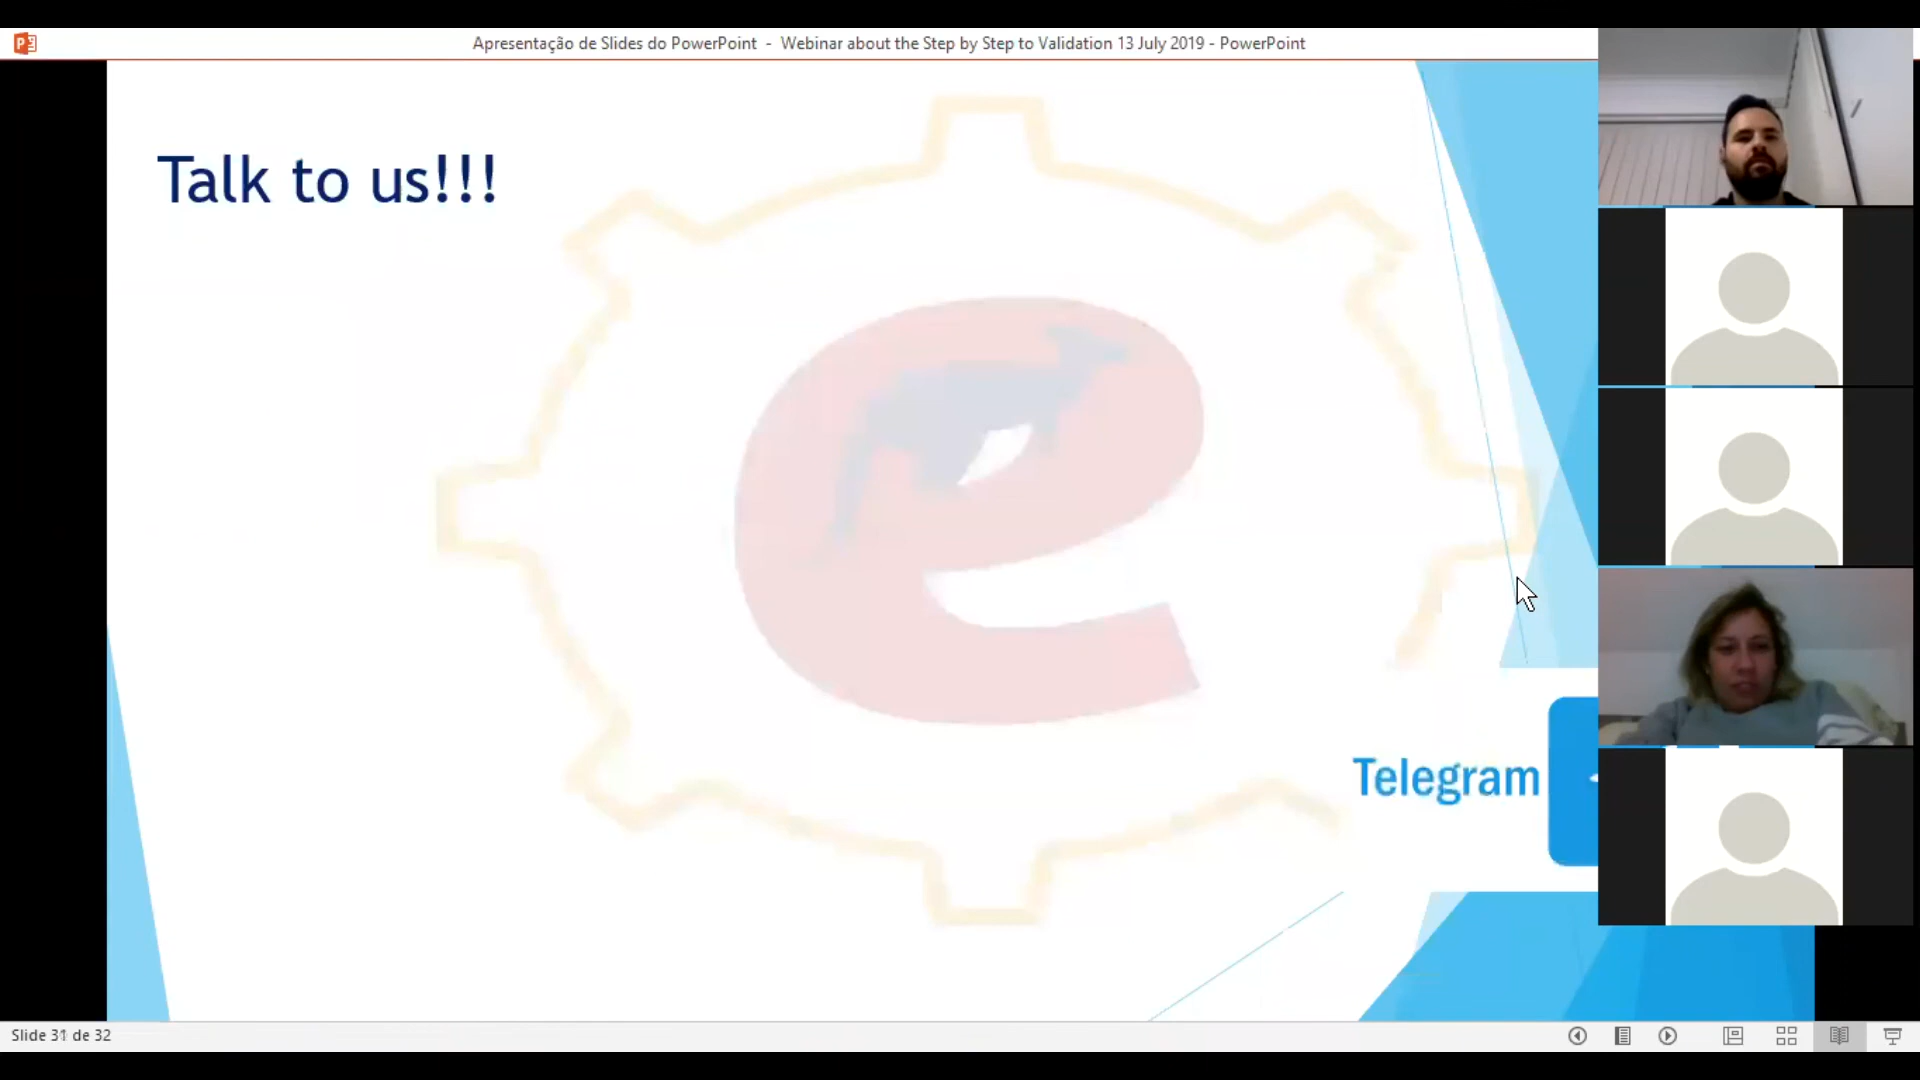 Apresentação de Slides do PowerPoint - Webinar about the Step by Step to Validation 13 July 2019 - PowerPoint
Talk to us!!!
e
Telegram
Slide 31 de 32